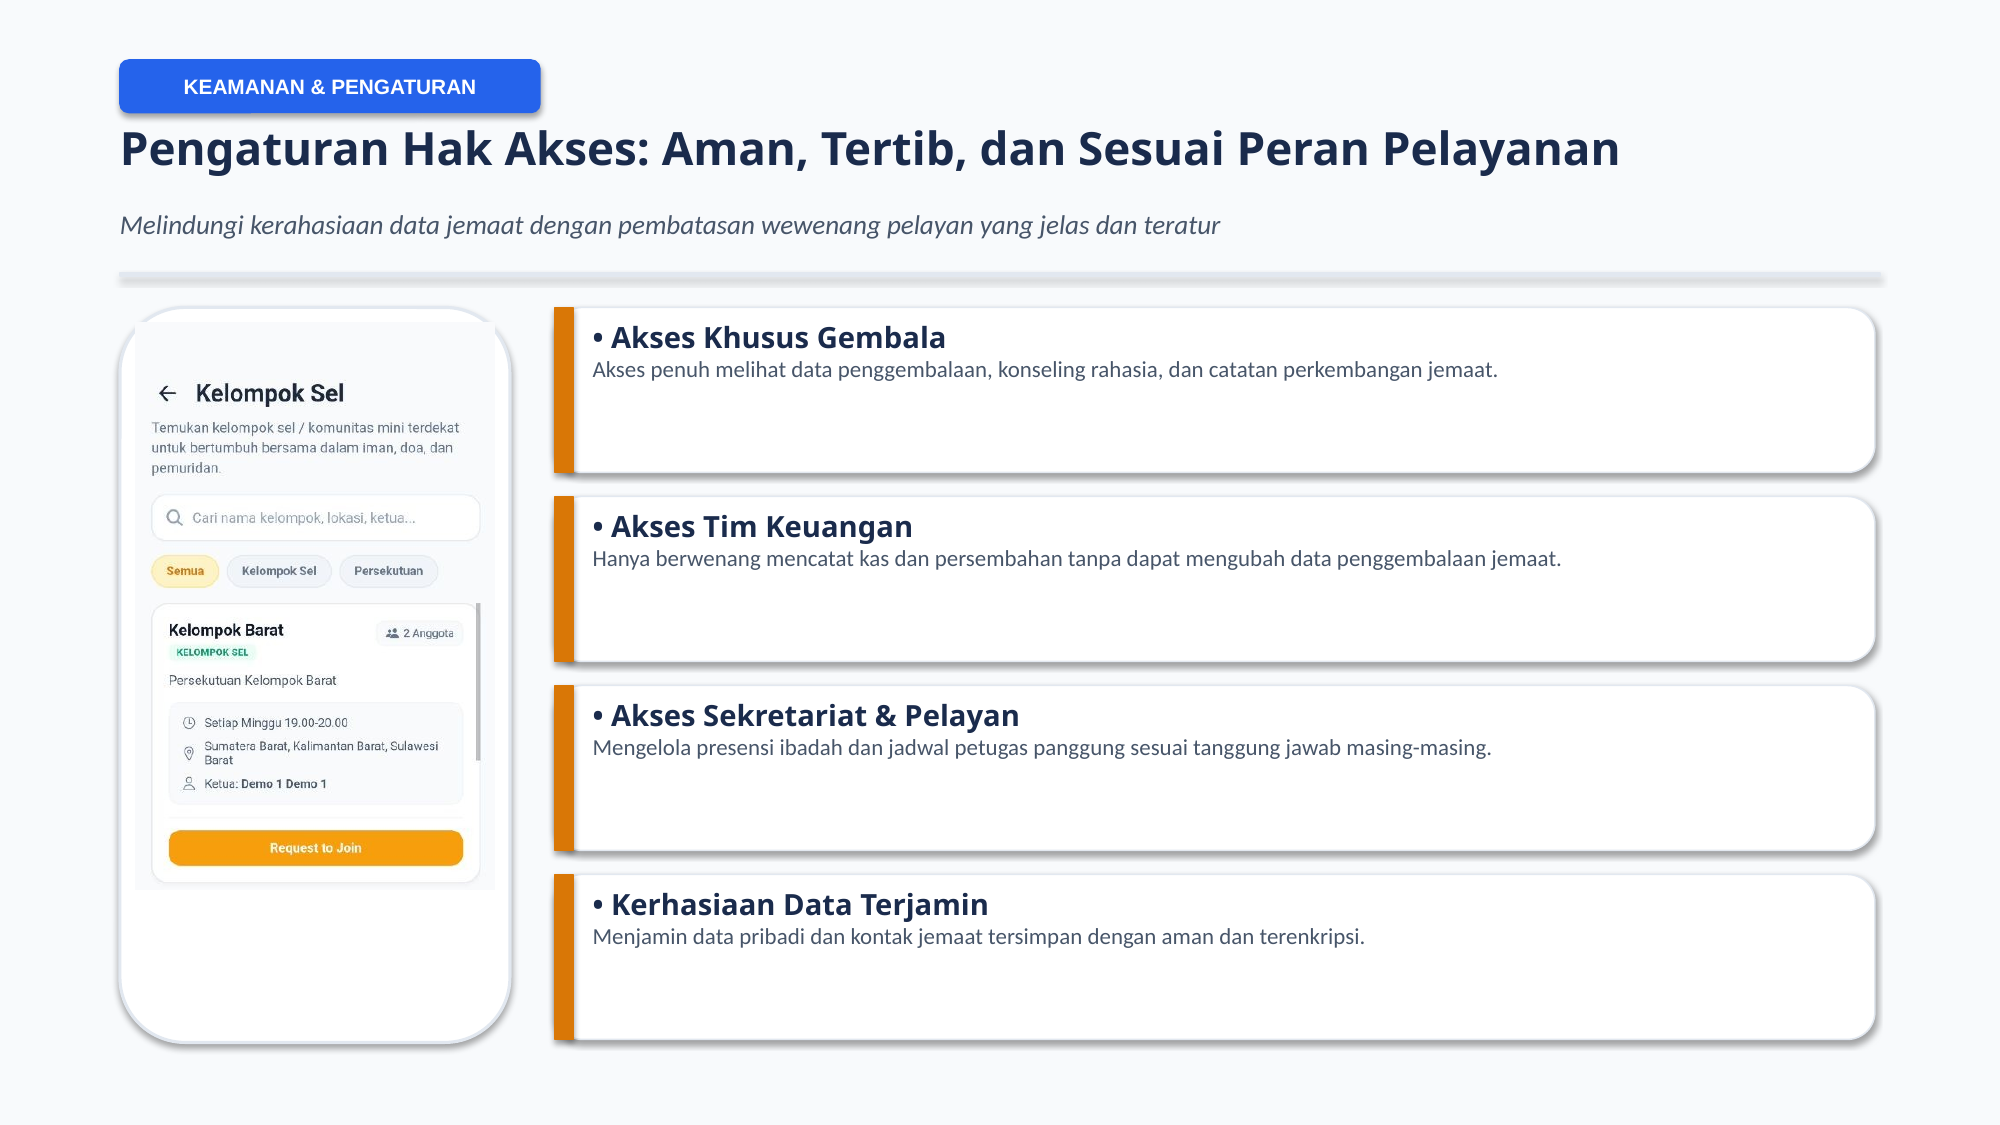 KEAMANAN & PENGATURAN
Pengaturan Hak Akses: Aman, Tertib, dan Sesuai Peran Pelayanan
Melindungi kerahasiaan data jemaat dengan pembatasan wewenang pelayan yang jelas dan teratur
Kelompok Sel
Temukan kelompok sel / komunitas mini terdekat
untuk bertumbuh bersama dalam iman, doa, dan
pemuridan.
Cari nama kelompok, lokasi, ketua...
Semua Kelompok Sel Persekutuan
Kelompok Barat 2 Anggota
KELOMPOK SEL
Persekutuan Kelompok Barat
Setiap Minggu 19.00-20.00
Sumatera Barat, Kalimantan Barat, Sulawesi
Barat
Ketua: Demo 1 Demo 1
Request to Join
• Akses Khusus Gembala
Akses penuh melihat data penggembalaan, konseling rahasia, dan catatan perkembangan jemaat.
• Akses Tim Keuangan
Hanya berwenang mencatat kas dan persembahan tanpa dapat mengubah data penggembalaan jemaat.
• Akses Sekretariat & Pelayan
Mengelola presensi ibadah dan jadwal petugas panggung sesuai tanggung jawab masing-masing.
• Kerhasiaan Data Terjamin
Menjamin data pribadi dan kontak jemaat tersimpan dengan aman dan terenkripsi.